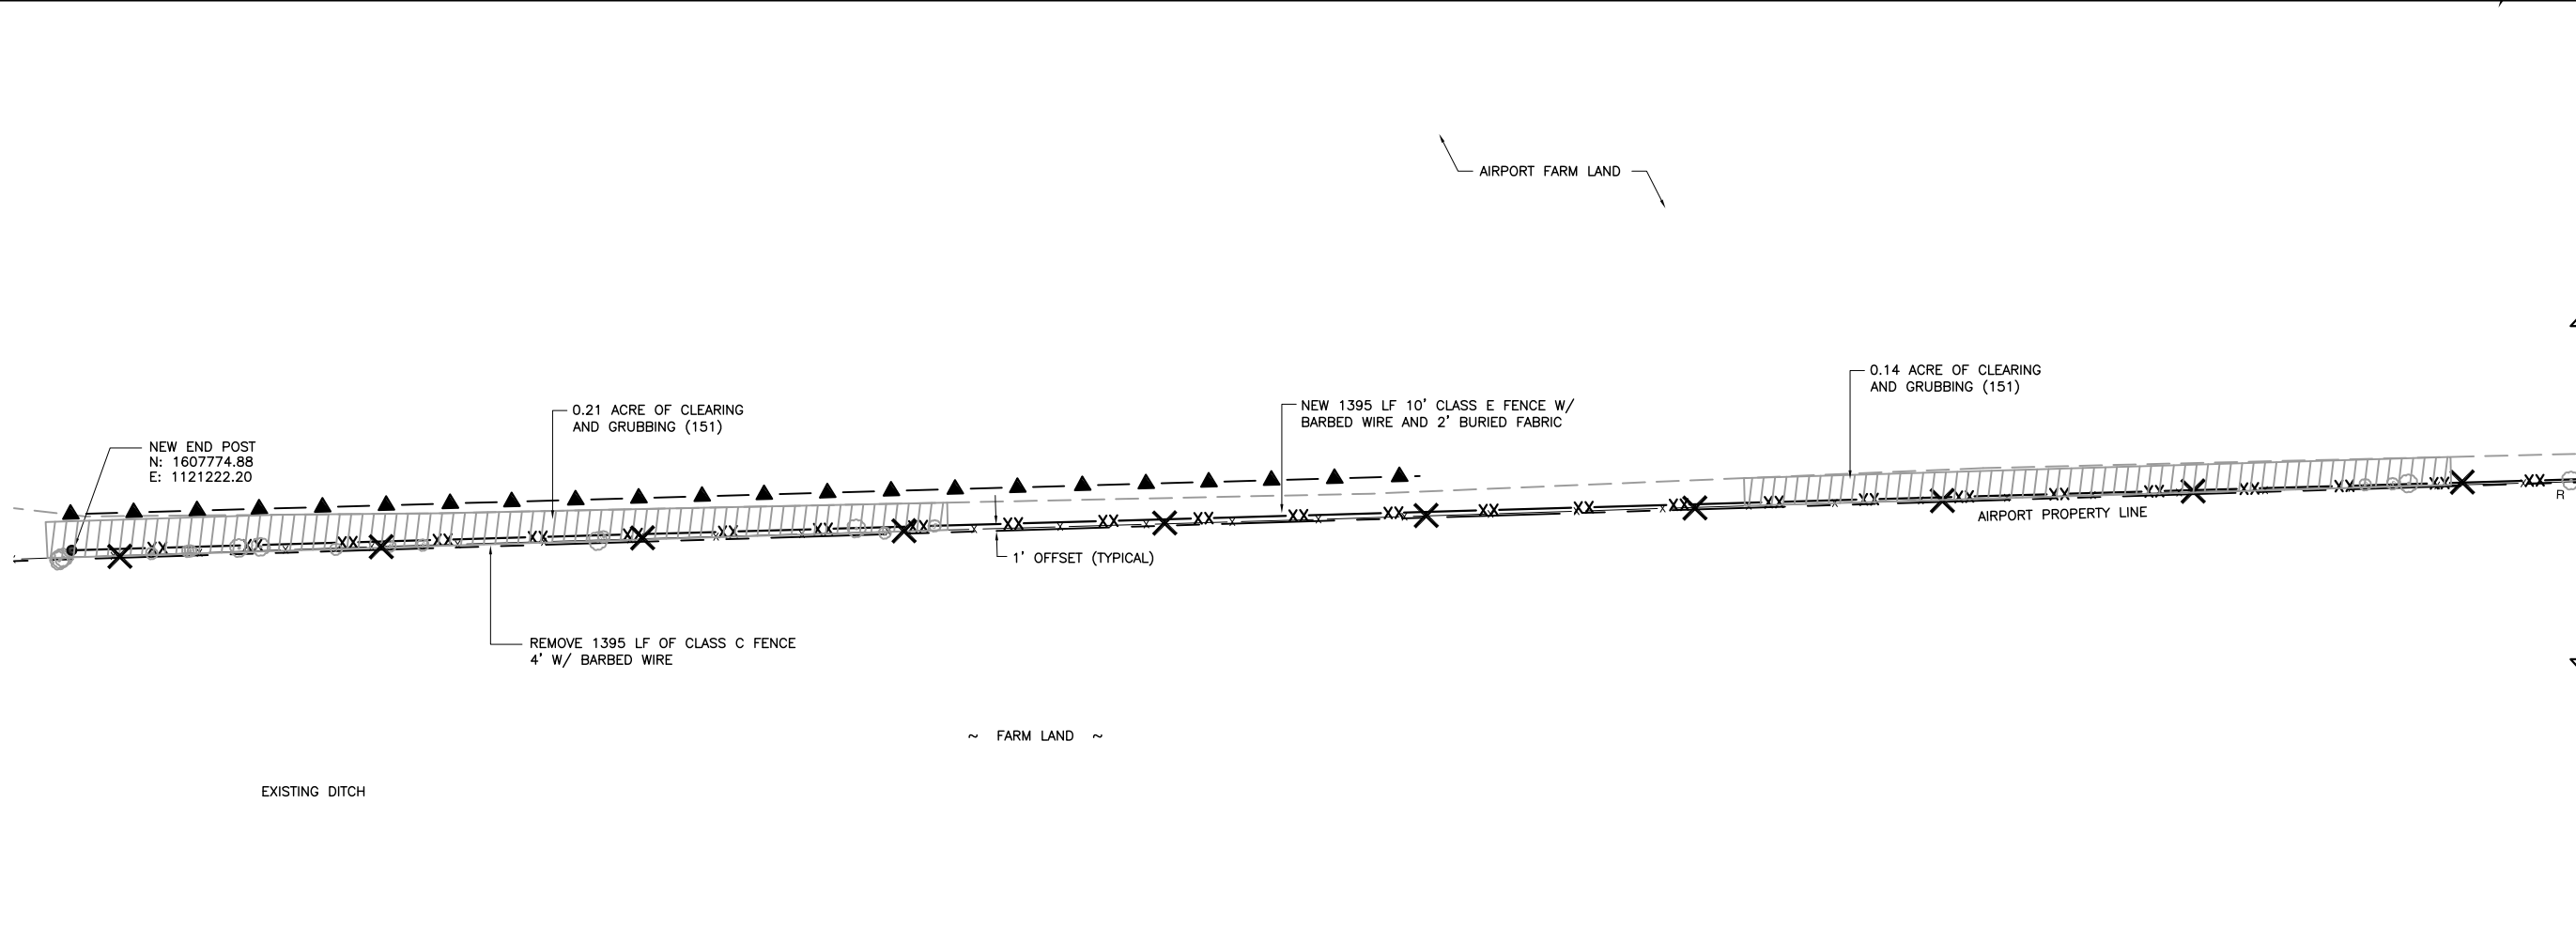 AIRPORT FARM LAND
0.14 ACRE OF CLEARING
AND GRUBBING (151)
NEW 1395 LF 10' CLASS E FENCE W/
BARBED WIRE AND 2' BURIED FABRIC
0.21 ACRE OF CLEARING
AND GRUBBING (151)
NEW END POST
N: 1607774.88
E: 1121222.20
R
AIRPORT PROPERTY LINE
1' OFFSET (TYPICAL)
REMOVE 1395 LF OF CLASS C FENCE
4' W/ BARBED WIRE
~ FARM LAND ~
EXISTING DITCH